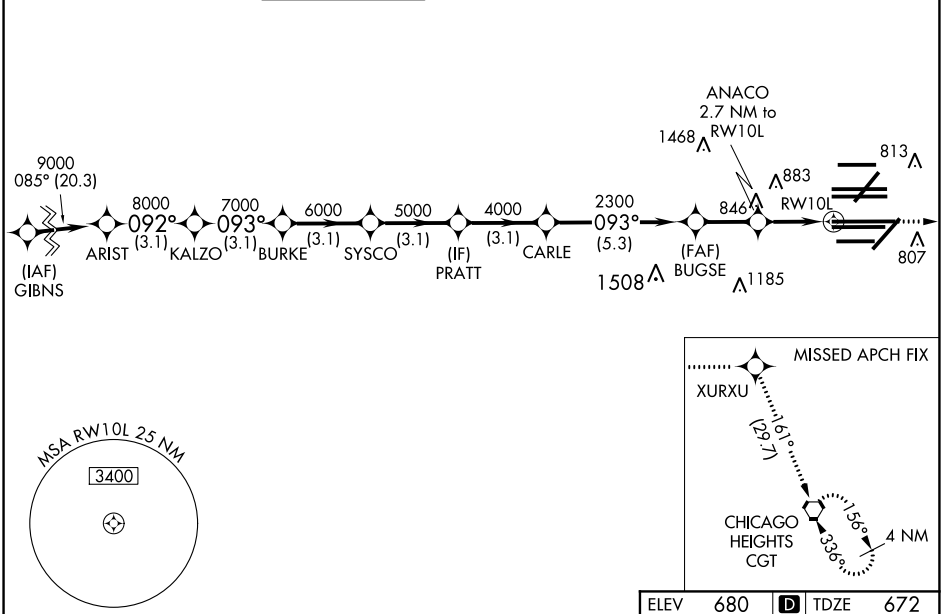 ANACO
2.7 NM to
RW10L
1468
813
883
9000
085° (20.3)
8000
092°
(3.1)
7000
093°
(3.1)
6000
(3.1)
5000
(3.1)
4000
(3.1)
2300
093°
(5.3)
846
RW10L
ARIST
KALZO
BURKE
SYSCO
(IF)
PRATT
CARLE
(FAF)
BUGSE
807
(IAF)
GIBNS
1508
1185
MISSED APCH FIX
XURXU
161°
(29.7)
MSA RW10L 25 NM
3400
CHICAGO
HEIGHTS
CGT
156°
336°
4 NM
ELEV 680 D TDZE 672